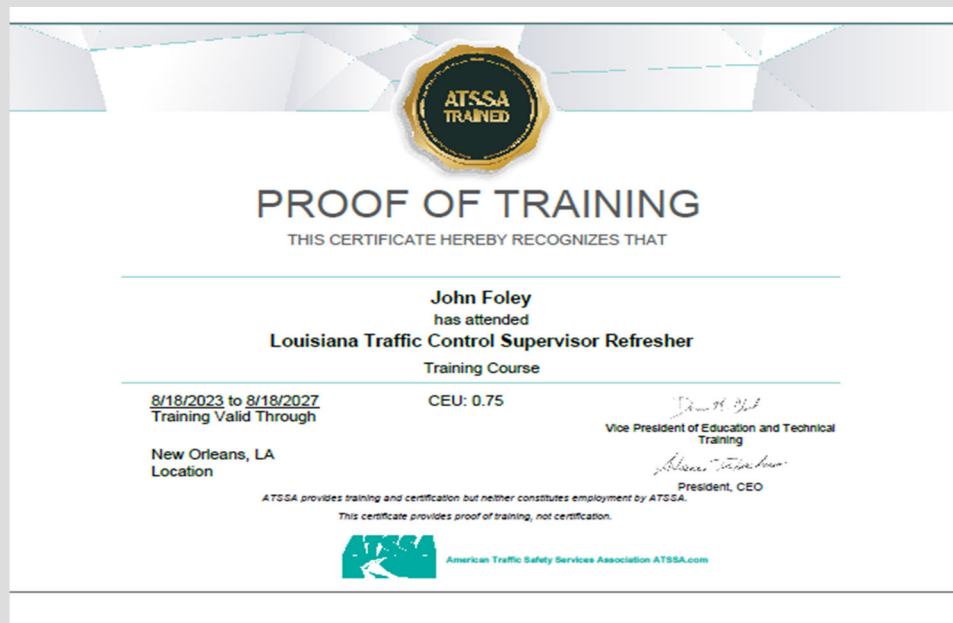 ATSSA
TRAINED
PROOF OF TRAINING
THIS CERTIFICATE HEREBY RECOGNIZES THAT
John Foley
has attended
Louisiana Traffic Control Supervisor Refresher
Training Course
8/18/2023 to 8/18/2027
Training Valid Through
CEU: 0.75
Vice President of Education and Technical
Training
New Orleans, LA
Location
President, CEO
ATSSA provides training and certification but neither constitutes employment by ATSSA.
This certificate provides proof of training, not certification.
ATSSA
American Traffic Safety Services Association ATSSA.com